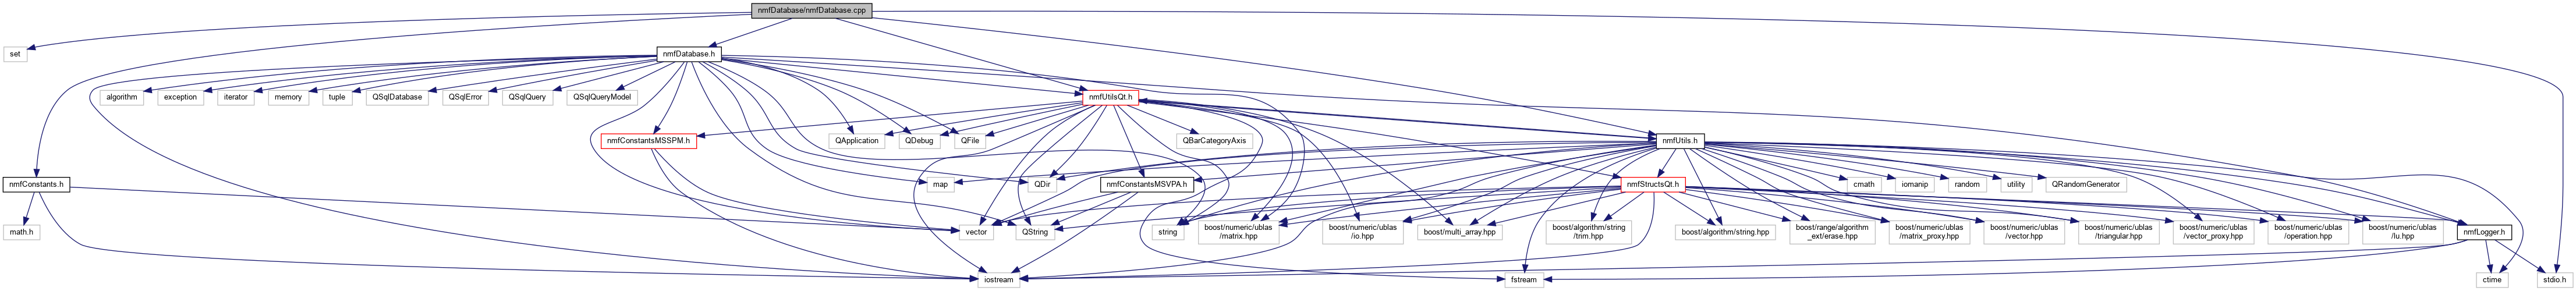 nmfDatabase/nmfDatabase.cpp
set
nmfDatabase.h
algorithm
exception
iterator
memory
tuple
QSqlDatabase
QSqlError
QSqlQuery
QSqlQueryModel
nmfUtilsQt.h
nmfConstantsMSSPM.h
QApplication
QDebug
QFile
QBarCategoryAxis
nmfUtils.h
nmfConstants.h
map
QDir
nmfConstantsMSVPA.h
nmfStructsQt.h
cmath
iomanip
random
utility
QRandomGenerator
math.h
vector
QString
string
boost/numeric/ublas
/matrix.hpp
boost/numeric/ublas
/io.hpp
boost/multi_array.hpp
boost/algorithm/string
/trim.hpp
boost/algorithm/string.hpp
boost/range/algorithm
_ext/erase.hpp
boost/numeric/ublas
/matrix_proxy.hpp
boost/numeric/ublas
/vector.hpp
boost/numeric/ublas
/triangular.hpp
boost/numeric/ublas
/vector_proxy.hpp
boost/numeric/ublas
/operation.hpp
boost/numeric/ublas
/lu.hpp
nmfLogger.h
iostream
fstream
ctime
stdio.h